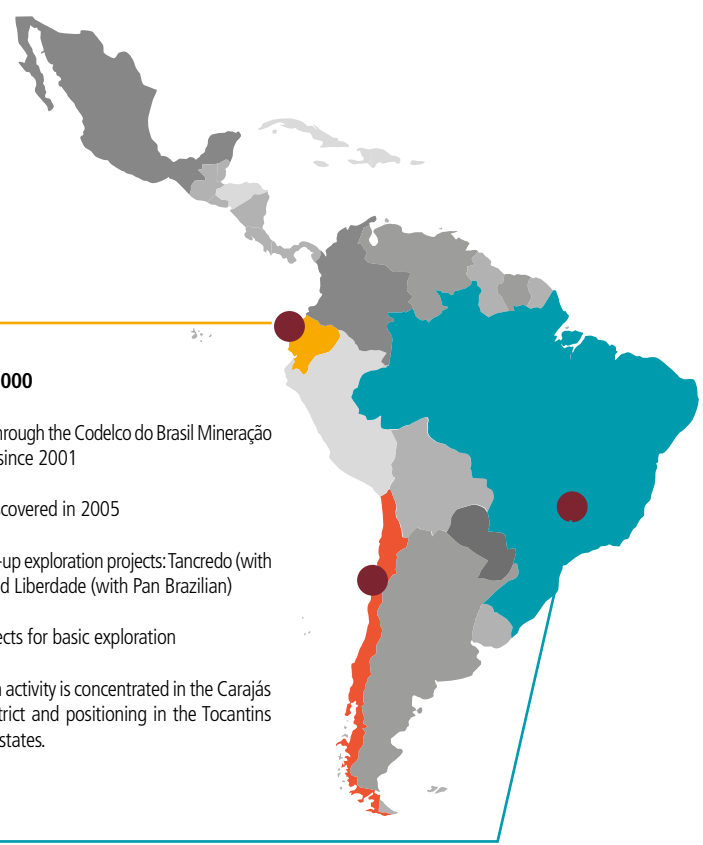 000
hrough the Codelco do Brasil Mineração
since 2001
covered in 2005
-up exploration projects: Tancredo (with
d Liberdade (with Pan Brazilian)
ects for basic exploration
n activity is concentrated in the Carajás
trict and positioning in the Tocantins
states.